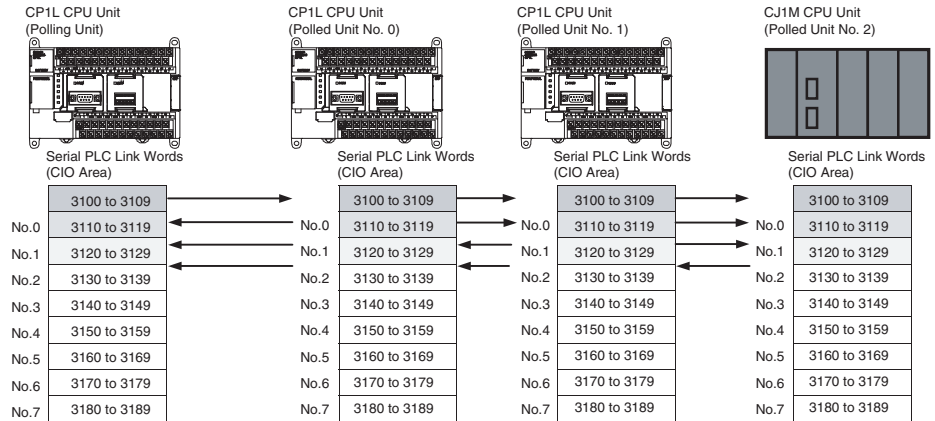 CP1L CPU Unit
(Polling Unit)
CP1L CPU Unit
(Polled Unit No. 0)
CP1L CPU Unit
(Polled Unit No. 1)
CJ1M CPU Unit
(Polled Unit No. 2)
Serial PLC Link Words
(CIO Area)
3100 to 3109
No.0 3110 to 3119
No.1 3120 to 3129
No.2 3130 to 3139
No.3 3140 to 3149
No.4 3150 to 3159
No.5 3160 to 3169
No.6 3170 to 3179
No.7 3180 to 3189
Serial PLC Link Words
(CIO Area)
3100 to 3109
No.0 3110 to 3119
No.1 3120 to 3129
No.2 3130 to 3139
No.3 3140 to 3149
No.4 3150 to 3159
No.5 3160 to 3169
No.6 3170 to 3179
No.7 3180 to 3189
Serial PLC Link Words
(CIO Area)
3100 to 3109
No.0 3110 to 3119
No.1 3120 to 3129
No.2 3130 to 3139
No.3 3140 to 3149
No.4 3150 to 3159
No.5 3160 to 3169
No.6 3170 to 3179
No.7 3180 to 3189
Serial PLC Link Words
(CIO Area)
3100 to 3109
No.0 3110 to 3119
No.1 3120 to 3129
No.2 3130 to 3139
No.3 3140 to 3149
No.4 3150 to 3159
No.5 3160 to 3169
No.6 3170 to 3179
No.7 3180 to 3189